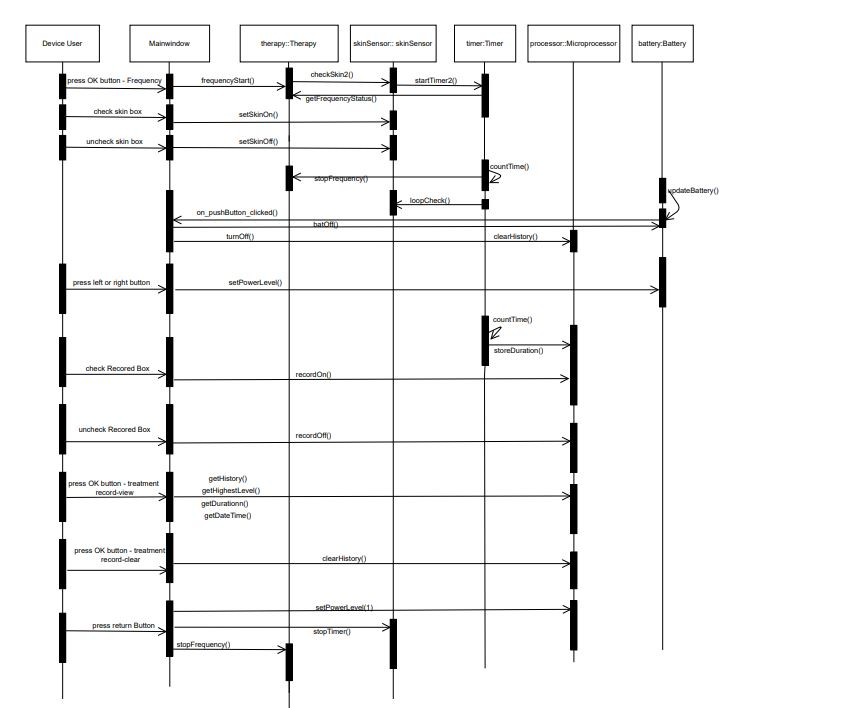 Device User
Mainwindow
therapy::Therapy
skinSensor:: skinSensor
timer:Timer
processor::Microprocessor
battery:Battery
press OK button - Frequency
frequencyStart()
checkSkin2()
startTimer2()
getFrequencyStatus()
check skin box
setSkinOn()
uncheck skin box
setSkinOff()
countTime()
stopFrequency()
updateBattery()
loopCheck()
on_pushButton_clicked()
batOff()
turnOff()
clearHistory()
press left or right button
setPowerLevel()
countTime()
storeDuration()
check Recored Box
recordOn()
uncheck Recored Box
recordOff()
press OK button - treatment
record-view
getHistory()
getHighestLevel()
getDurationn()
getDateTime()
press OK button - treatment
record-clear
clearHistory()
setPowerLevel(1)
press return Button
stopTimer()
stopFrequency()